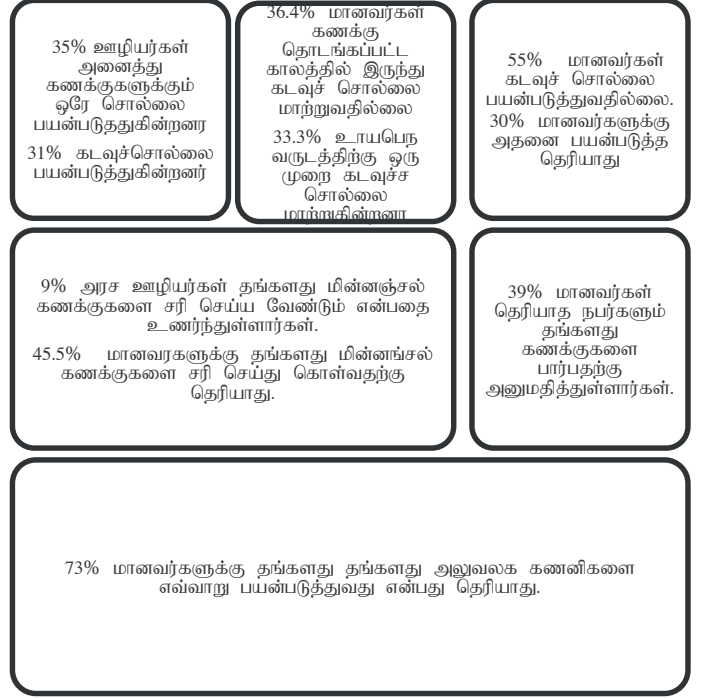 35% ஊழியர்கள்
அனைத்து
கணக்குகளுக்கும்
ஒரே சொல்லை
பயன்படுததுகின்றனர
31% கடவுச்சொல்லை
பயன்படுத்துகின்றனர்
36.4% மானவர்கள்
கணக்கு
தொடங்கப்பட்ட
காலத்தில் இருந்து
கடவுச் சொல்லை
மாற்றுவதில்லை
33.3% உாயபெந
வருடத்திற்கு ஒரு
முறை கடவுச்ச
சொல்லை
மாற்றுகின்றனா
55% மானவர்கள்
கடவுச் சொல்லை
பயன்படுத்துவதில்லை.
30% மானவர்களுக்கு
அதனை பயன்படுத்த
தெரியாது
9% அரச ஊழியர்கள் தங்களது மின்னஞ்சல்
கணக்குகளை சரி செய்ய வேண்டும் என்பதை
உணர்ந்துள்ளார்கள்.
45.5% மானவரகளுக்கு தங்களது மின்னங்சல்
கணக்குகளை சரி செய்து கொள்வதற்கு
தெரியாது.
39% மானவர்கள்
தெரியாத நபர்களும்
தங்களது
கணக்குகளை
பார்பதற்கு
அனுமதித்துள்ளார்கள்.
73% மானவர்களுக்கு தங்களது தங்களது அலுவலக கணனிகளை
எவ்வாறு பயன்படுத்துவது என்பது தெரியாது.